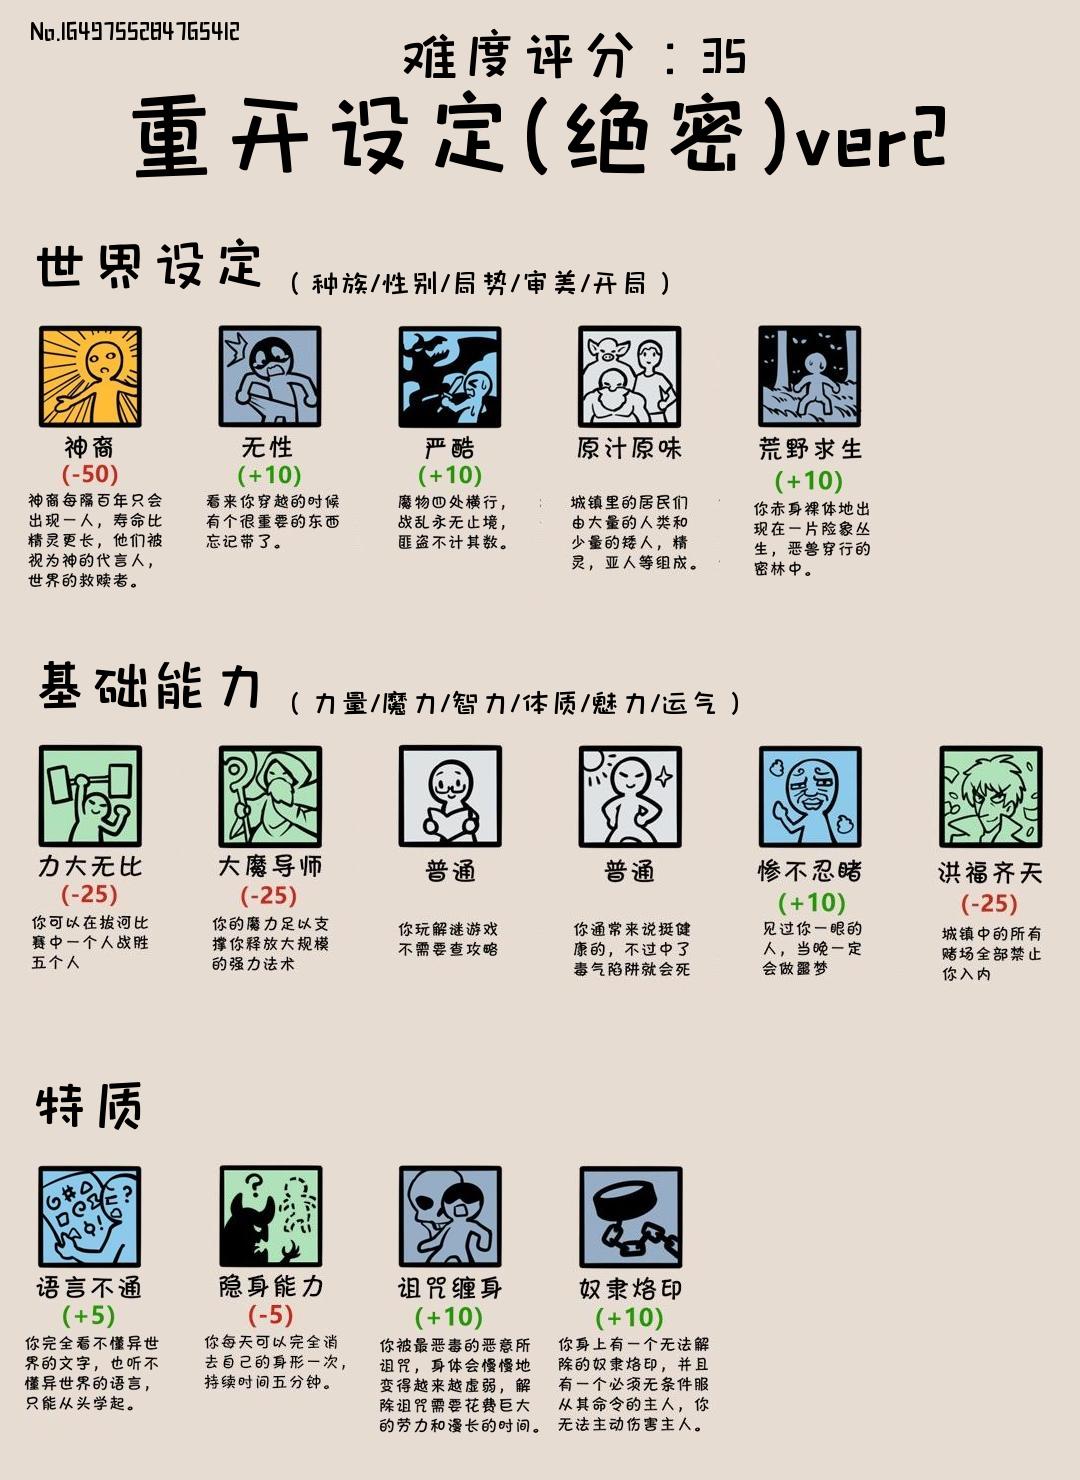 No.1649755284765412
难度评分：35
重开设定(绝密)ver2
世界设定（种族/性别/局势/审美/开局）
神裔
(-50)
神裔每隔百年只会
出现一人，寿命比
精灵更长，他们被
视为神的代言人，
世界的救赎者。
无性
(+10)
看来你穿越的时候
有个很重要的东西
忘记带了。
严酷
(+10)
魔物四处横行，
战乱永无止境，
匪盗不计其数。
原汁原味
城镇里的居民们
由大量的人类和
少量的矮人，精
灵，亚人等组成。
荒野求生
(+10)
你赤身裸体地出
现在一片险象丛
生，恶兽穿行的
密林中。
基础能力（力量/魔力/智力/体质/魅力/运气）
力大无比
(-25)
你可以在拔河比
赛中一个人战胜
五个人
大魔导师
(-25)
你的魔力足以支
撑你释放大规模
的强力法术
普通
你玩解谜游戏
不需要查攻略
普通
你通常来说挺健
康的，不过中了
毒气陷阱就会死
惨不忍睹
(+10)
见过你一眼的
人，当晚一定
会做噩梦
洪福齐天
(-25)
城镇中的所有
赌场全部禁止
你入内
特质
语言不通
(+5)
你完全看不懂异世
界的文字，也听不
懂异世界的语言，
只能从头学起。
隐身能力
(-5)
你每天可以完全消
去自己的身形一次，
持续时间五分钟。
诅咒缠身
(+10)
你被最恶毒的恶意所
诅咒，身体会慢慢地
变得越来越虚弱，解
除诅咒需要花费巨大
的劳力和漫长的时间。
奴隶烙印
(+10)
你身上有一个无法解
除的奴隶烙印，并且
有一个必须无条件服
从其命令的主人，你
无法主动伤害主人。